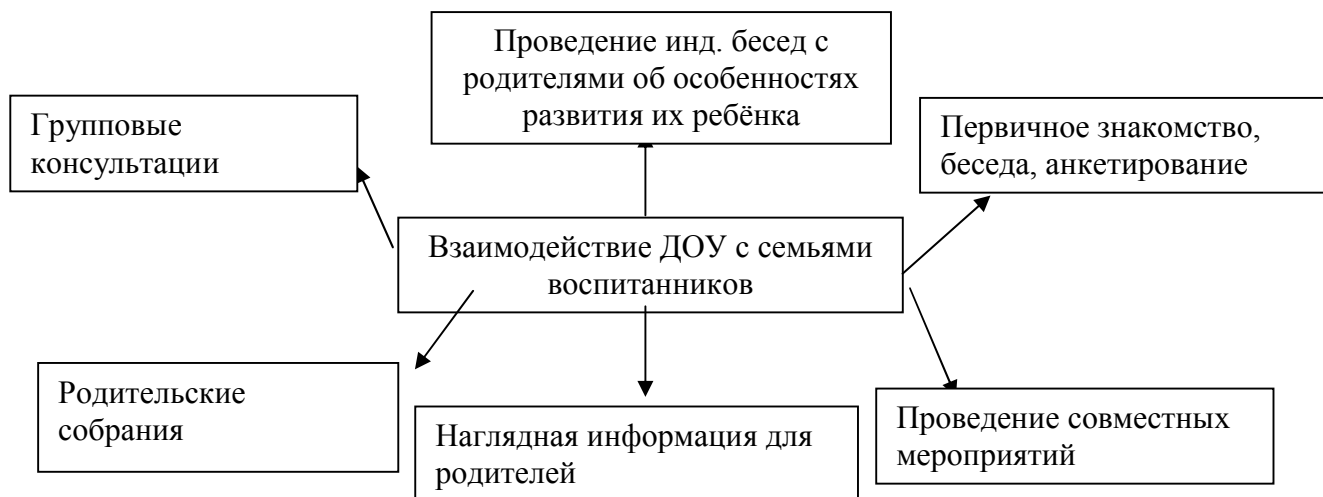 Проведение инд. бесед с
родителями об особенностях
развития их ребёнка
Групповые
консультации
Первичное знакомство,
беседа, анкетирование
Взаимодействие ДОУ с семьями
воспитанников
Родительские
собрания
Наглядная информация для
родителей
Проведение совместных
мероприятий